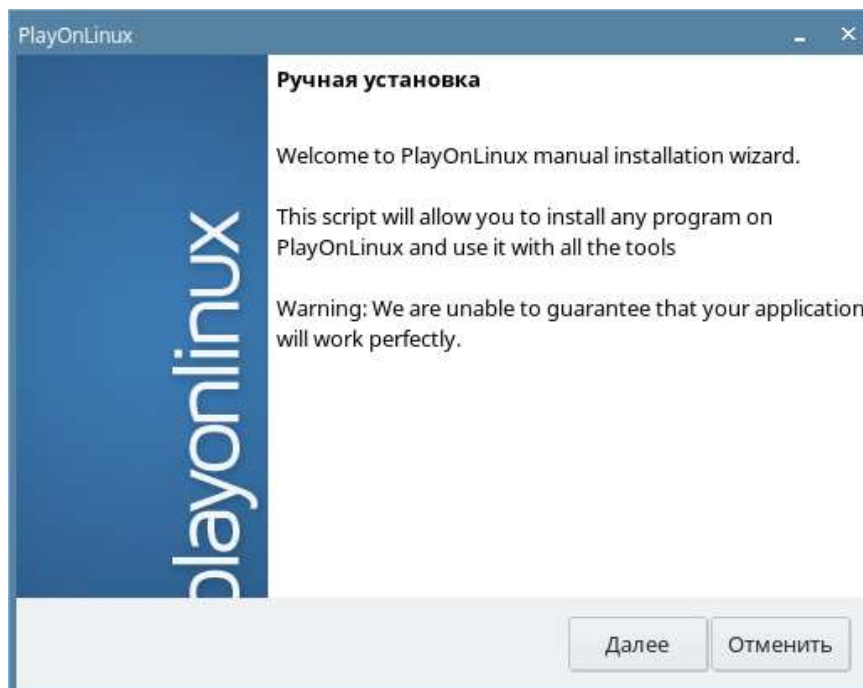 PlayOnLinux
Ручная установка
Welcome to PlayOnLinux manual installation wizard.
This script will allow you to install any program on
PlayOnLinux and use it with all the tools
Warning: We are unable to guarantee that your application
will work perfectly.
playonlinux
Далее
Отменить